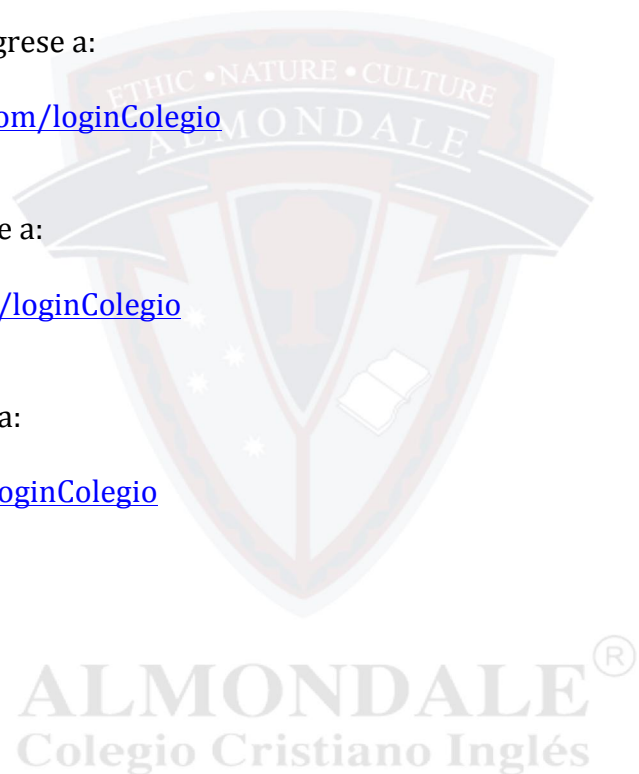 grese a:
ETHIC • NATURE • CULTURE
om/loginColegio
ALMONDALE
e a:
/loginColegio
a:
oginColegio
ALMONDALE®
Colegio Cristiano Inglés